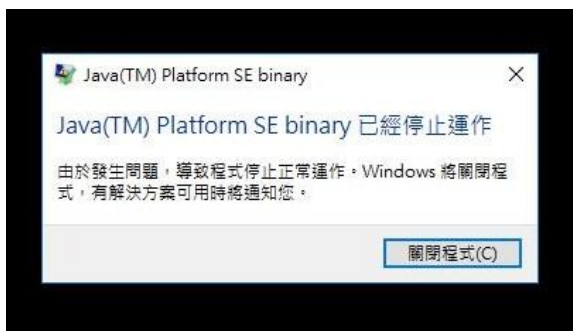 Java(TM) Platform SE binary
Java(TM) Platform SE binary 已經停止運作
由於發生問題，導致程式停止正常運作。Windows 將關閉程
式，有解決方案可用時將通知您。
關閉程式(C)